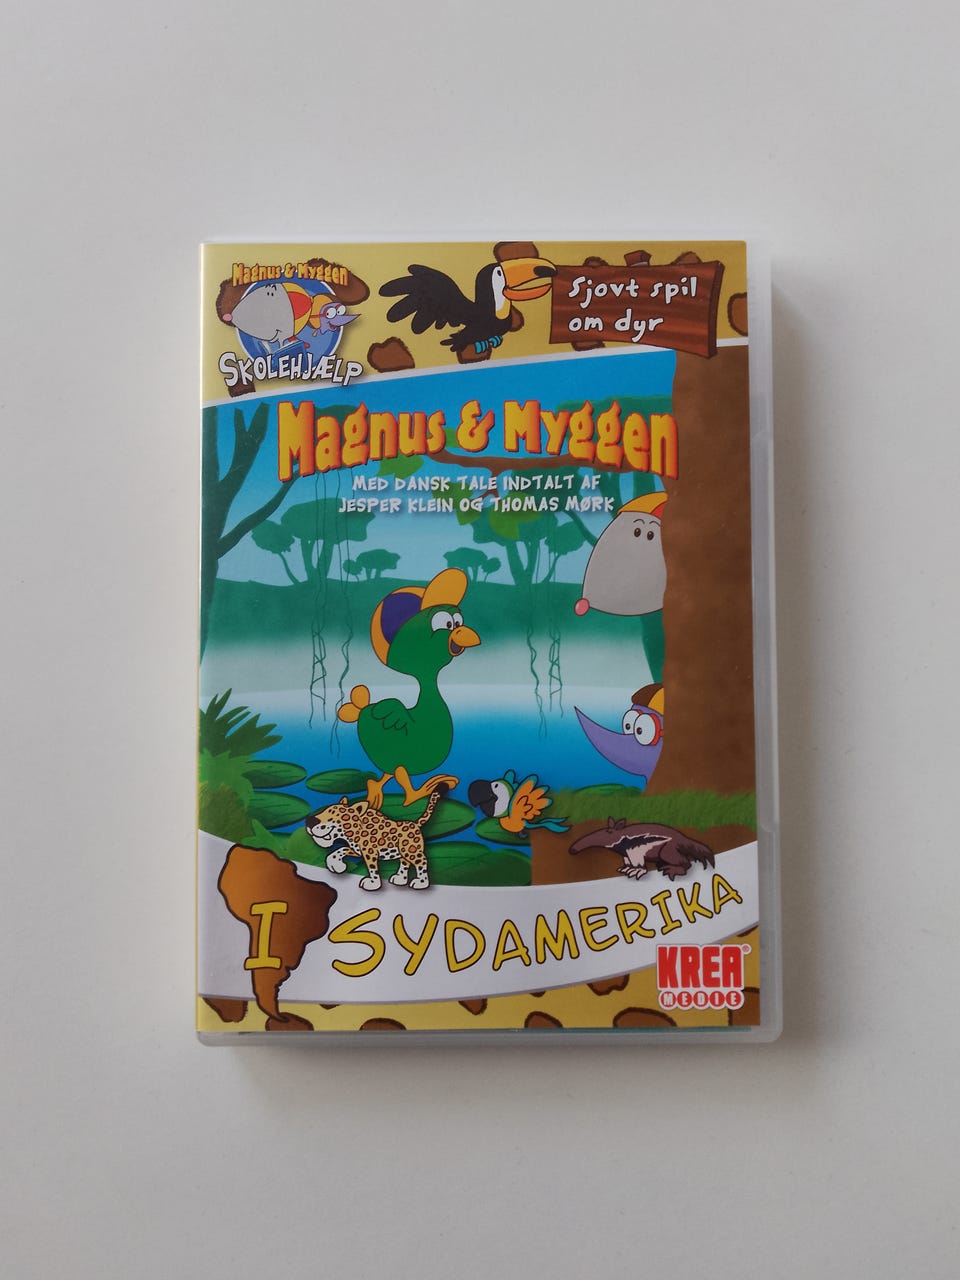 Magnus & Myggen
SKOLEHJÆLP
Sjovt spil
om dyr
Magnus & Myggen
MED DANSK TALE INDTALT AF
JESPER KLEIN OG THOMAS MØRK
I SYDAMERIKA
KREA®
MEDIE